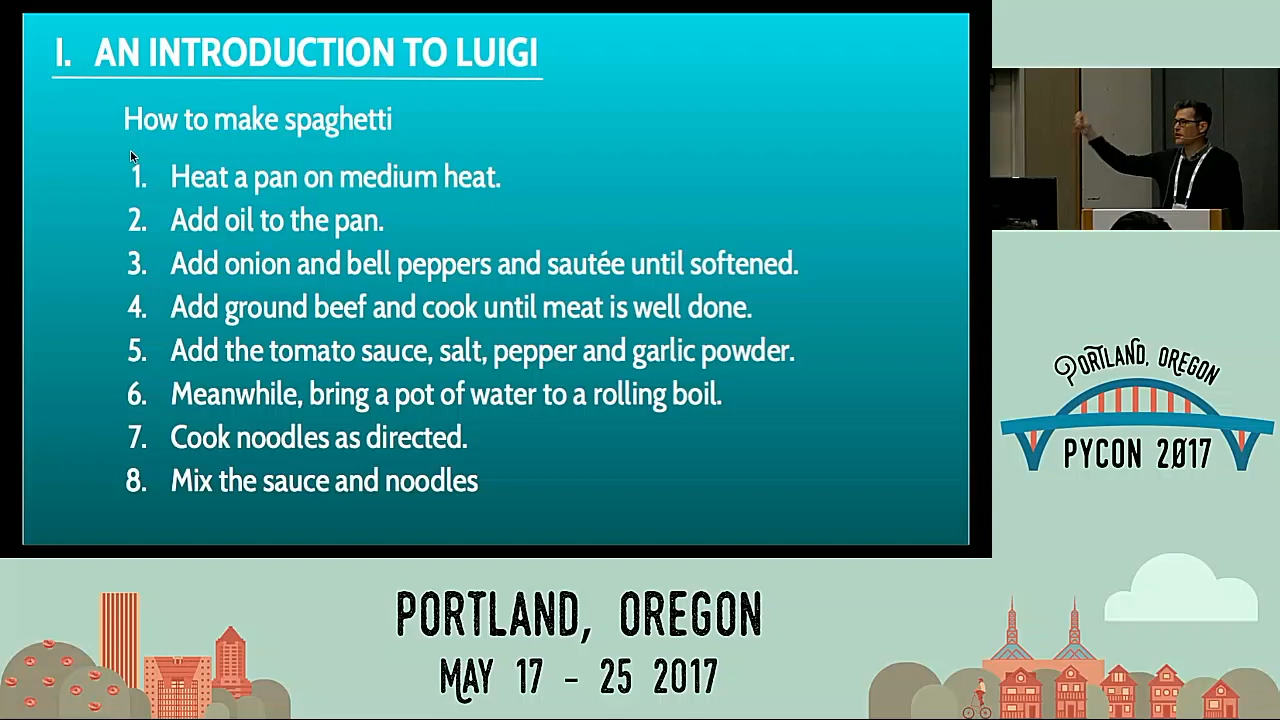 I. AN INTRODUCTION TO LUIGI
How to make spaghetti
1. Heat a pan on medium heat.
2. Add oil to the pan.
3. Add onion and bell peppers and sautée until softened.
4. Add ground beef and cook until meat is well done.
5. Add the tomato sauce, salt, pepper and garlic powder.
6. Meanwhile, bring a pot of water to a rolling boil.
7. Cook noodles as directed.
8. Mix the sauce and noodles
PORTLAND, OREGON
PYCON 2017
PORTLAND, OREGON
MAY 17 - 25 2017